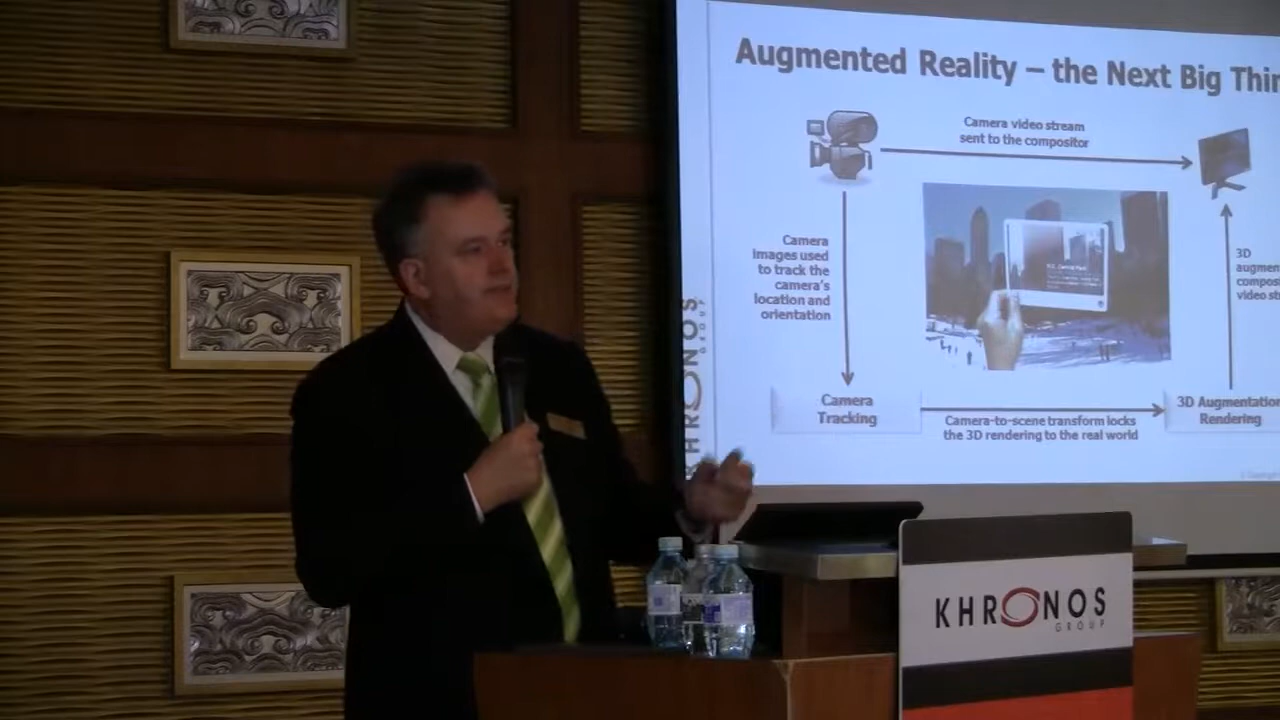 Augmented Reality – the Next Big Thin
Camera video stream
sent to the compositor
Camera
images used
to track the
camera's
location and
orientation
3D
augmen
compos
video st
Camera
Tracking
Camera-to-scene transform locks
the 3D rendering to the real world
3D Augmentation
Rendering
KHRONOS
GROUP
KHRONOS
GROUP